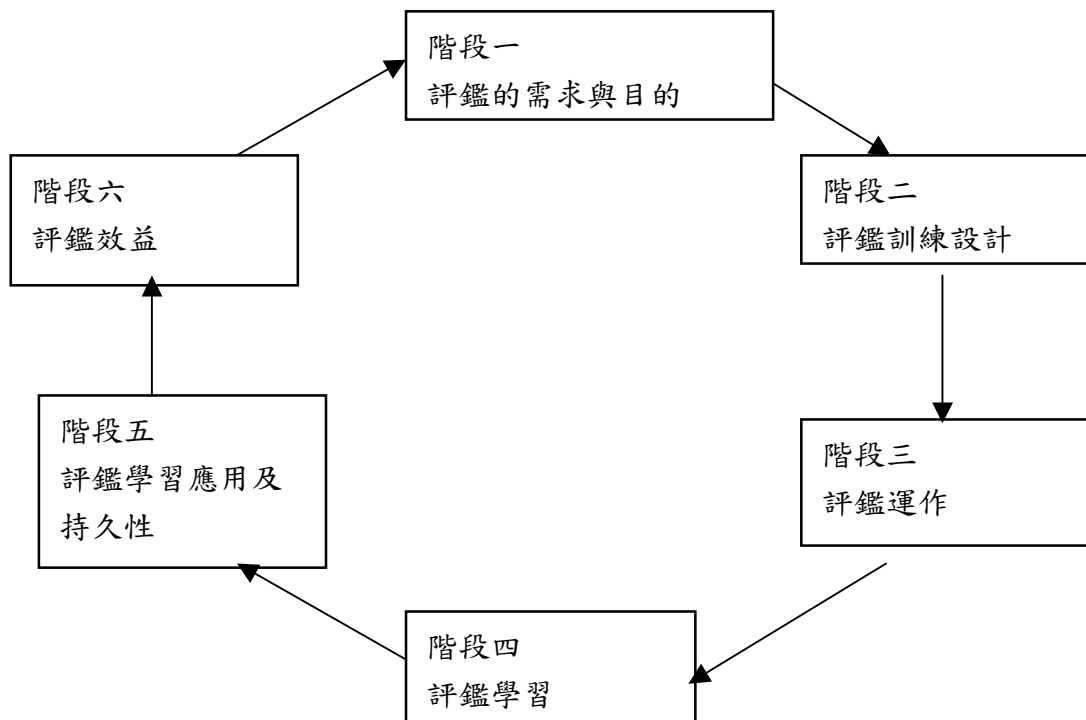 階段一
評鑑的需求與目的
階段二
評鑑訓練設計
階段三
評鑑運作
階段四
評鑑學習
階段五
評鑑學習應用及
持久性
階段六
評鑑效益